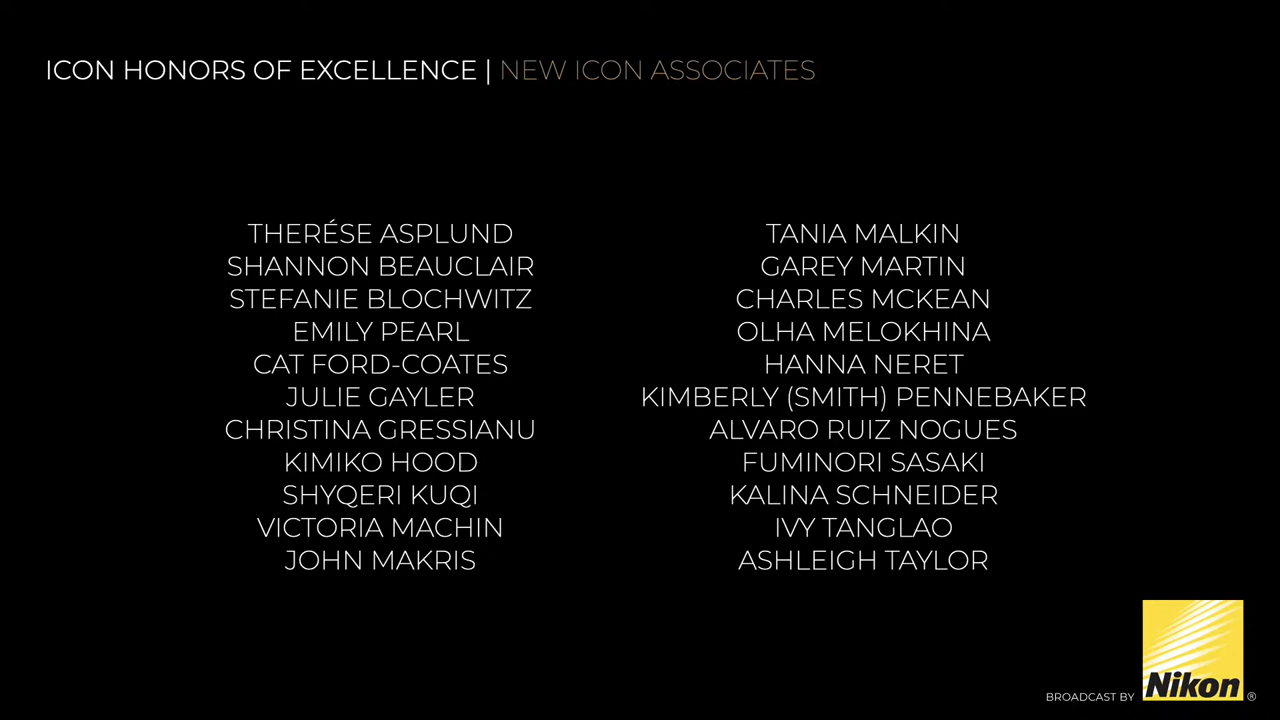 ICON HONORS OF EXCELLENCE | NEW ICON ASSOCIATES
THERÉSE ASPLUND
SHANNON BEAUCLAIR
STEFANIE BLOCHWITZ
EMILY PEARL
CAT FORD-COATES
JULIE GAYLER
CHRISTINA GRESSIANU
KIMIKO HOOD
SHYQERI KUQI
VICTORIA MACHIN
JOHN MAKRIS
TANIA MALKIN
GAREY MARTIN
CHARLES MCKEAN
OLHA MELOKHINA
HANNA NERET
KIMBERLY (SMITH) PENNEBAKER
ALVARO RUIZ NOGUES
FUMINORI SASAKI
KALINA SCHNEIDER
IVY TANGLAO
ASHLEIGH TAYLOR
BROADCAST BY
Nikon ®